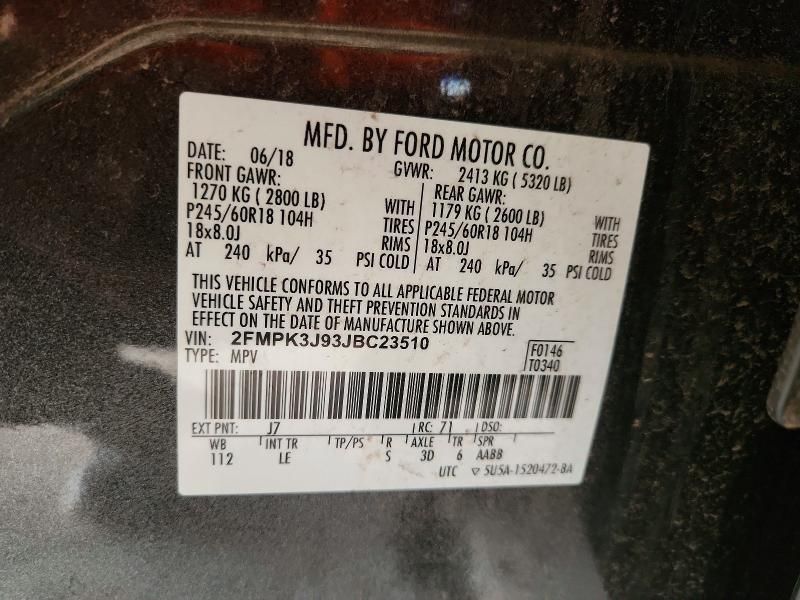 MFD. BY FORD MOTOR CO.
DATE: 06/18 GVWR: 2413 KG ( 5320 LB)
FRONT GAWR: REAR GAWR:
1270 KG ( 2800 LB) WITH 1179 KG ( 2600 LB) WITH
P245/60R18 104H TIRES P245/60R18 104H TIRES
18x8.0J RIMS 18x8.0J RIMS
AT 240 kPa/ 35 PSI COLD AT 240 kPa/ 35 PSI COLD
THIS VEHICLE CONFORMS TO ALL APPLICABLE FEDERAL MOTOR
VEHICLE SAFETY AND THEFT PREVENTION STANDARDS IN
EFFECT ON THE DATE OF MANUFACTURE SHOWN ABOVE.
VIN: 2FMPK3J93JBC23510
TYPE: MPV
F0146
T0340
EXT PNT: J7 RC: 71 DSO:
WB INT TR TP/PS R AXLE TR SPR
112 LE S 3D 6 AABB
UTC ▽ 5U5A-1520472-BA